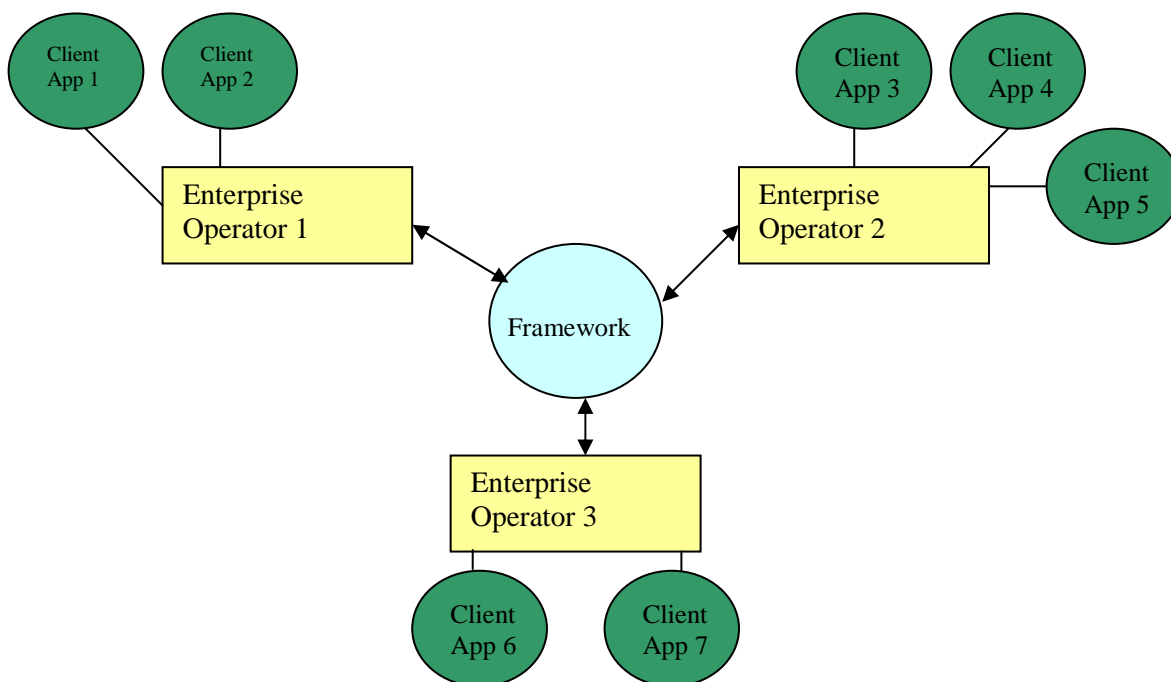 Client
App 1
Client
App 2
Client
App 3
Client
App 4
Client
App 5
Enterprise
Operator 1
Enterprise
Operator 2
Framework
Enterprise
Operator 3
Client
App 6
Client
App 7